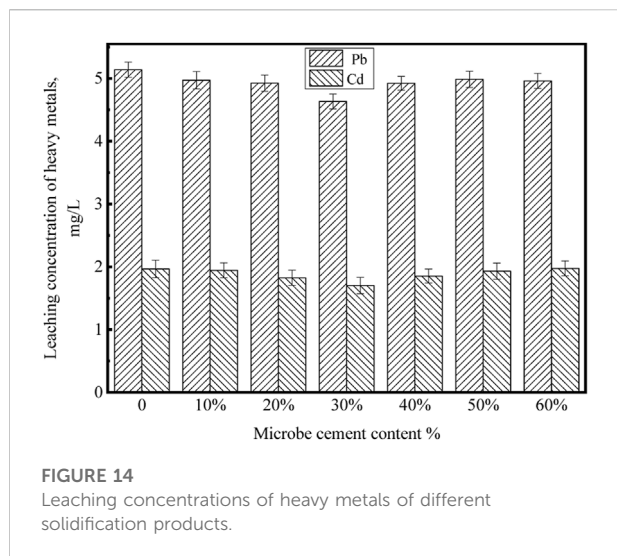 Pb
Cd
Leaching concentration of heavy metals,
mg/L
5
4
3
2
1
0
0 10% 20% 30% 40% 50% 60%
Microbe cement content %
FIGURE 14
Leaching concentrations of heavy metals of different
solidification products.